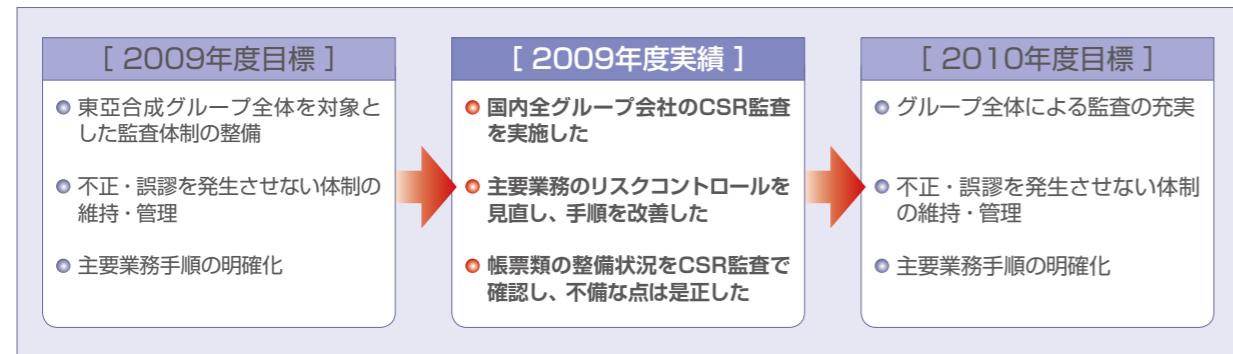 [ 2009年度目標 ]
東亞合成グループ全体を対象と
した監査体制の整備
不正・誤謬を発生させない体制の
維持・管理
主要業務手順の明確化
[ 2009年度実績 ]
国内全グループ会社のCSR監査
を実施した
主要業務のリスクコントロールを
見直し、手順を改善した
帳票類の整備状況をCSR監査で
確認し、不備な点は是正した
[ 2010年度目標 ]
グループ全体による監査の充実
不正・誤謬を発生させない体制
の維持・管理
主要業務手順の明確化